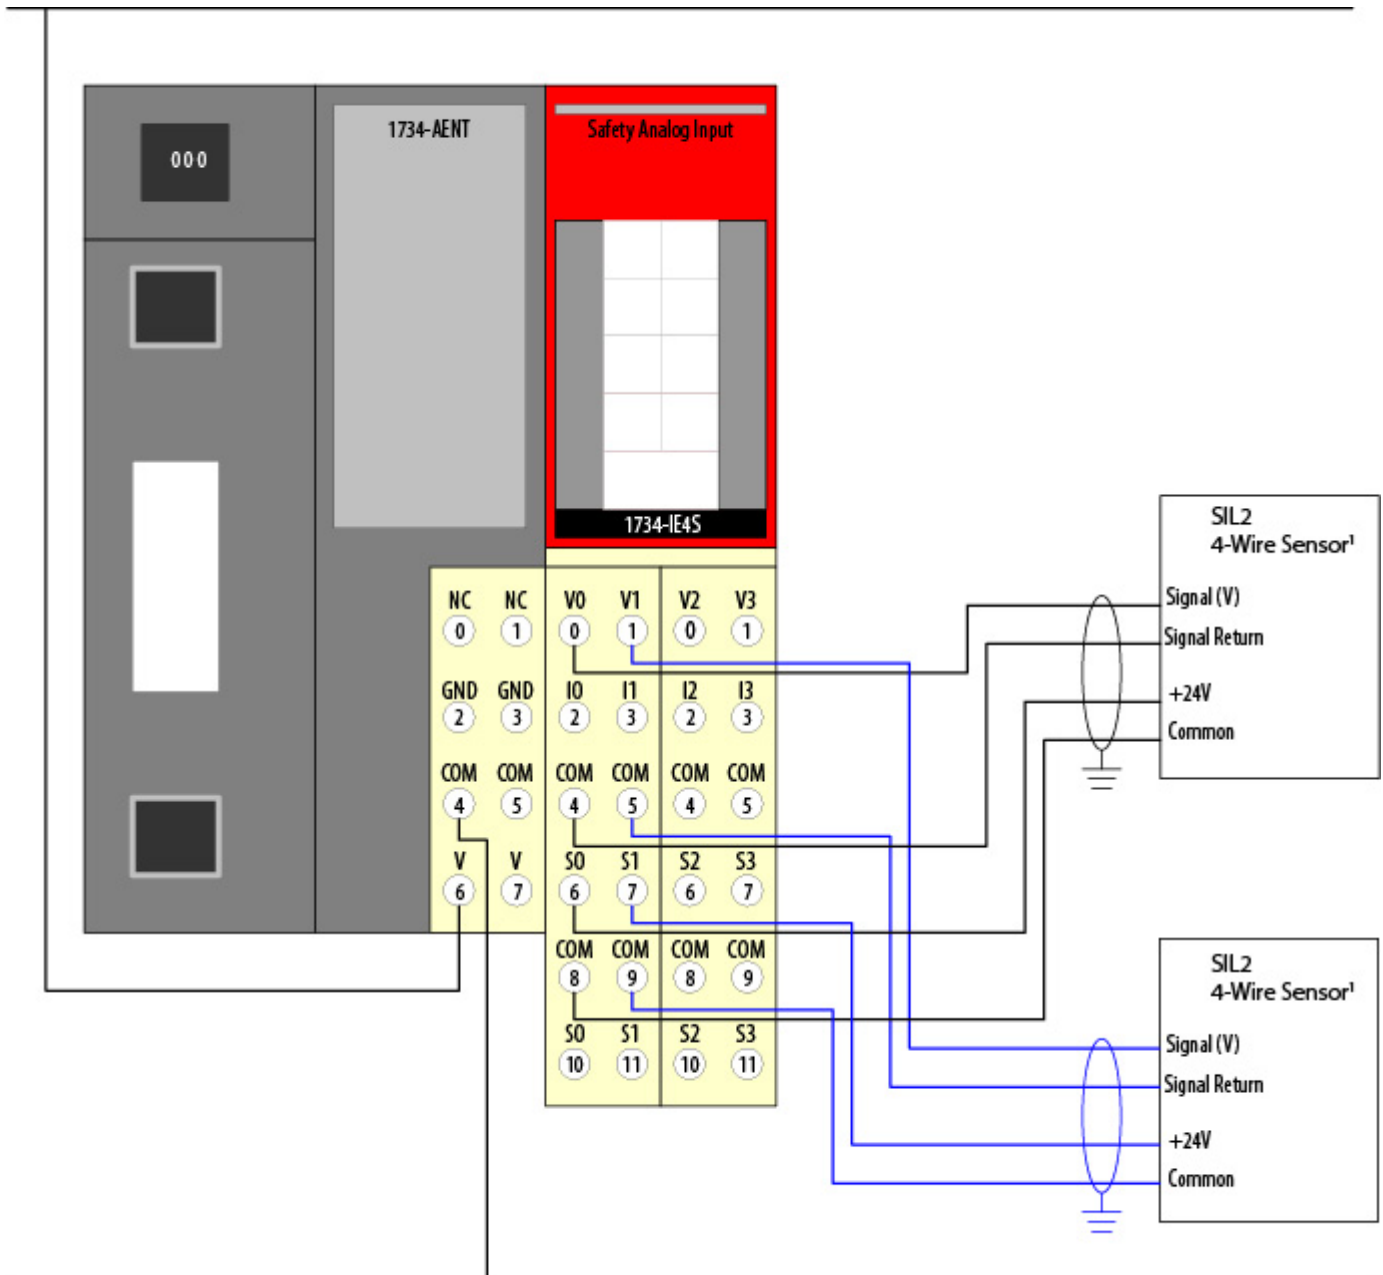 000
1734-AENT
Safety Analog Input
1734-IE4S
NC NC V0 V1 V2 V3
0 1 0 1 0 1
GND GND I0 I1 I2 I3
2 3 2 3 2 3
COM COM COM COM COM COM
4 5 4 5 4 5
V V S0 S1 S2 S3
6 7 6 7 6 7
COM COM COM COM
8 9 8 9
S0 S1 S2 S3
10 11 10 11
SIL2
4-Wire Sensor¹
Signal (V)
Signal Return
+24V
Common
SIL2
4-Wire Sensor¹
Signal (V)
Signal Return
+24V
Common